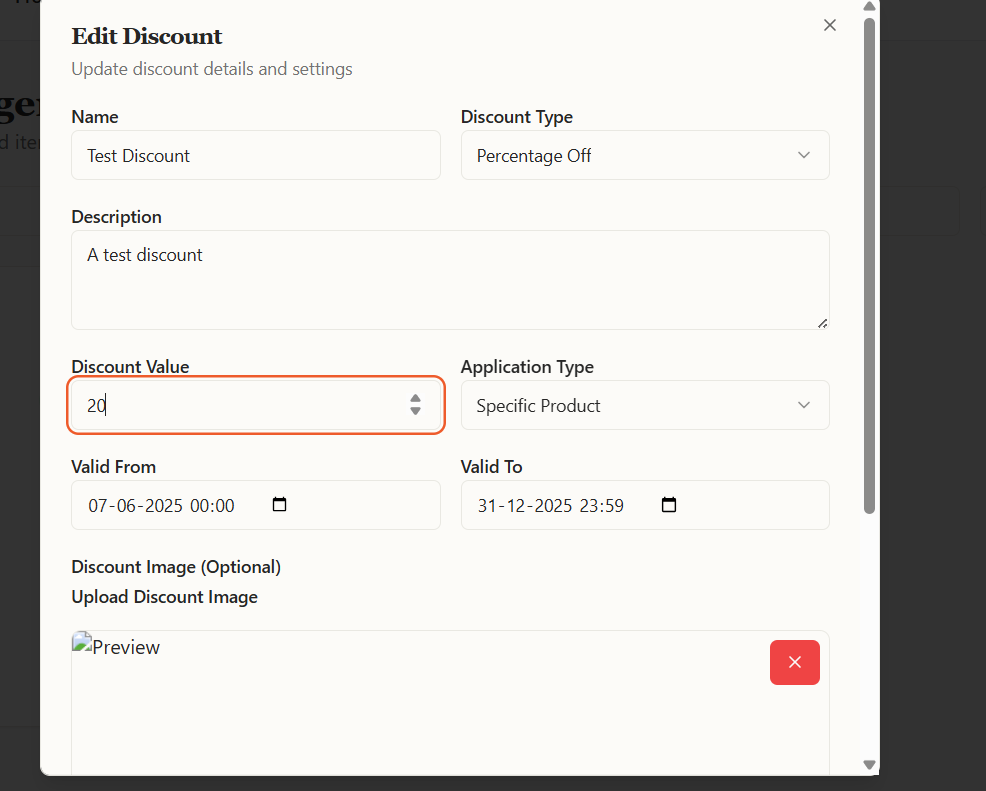 Edit Discount
Update discount details and settings
Name
Discount Type
Test Discount
Percentage Off
Description
A test discount
Discount Value
Application Type
20
Specific Product
Valid From
Valid To
07-06-2025 00:00
31-12-2025 23:59
Discount Image (Optional)
Upload Discount Image
Preview